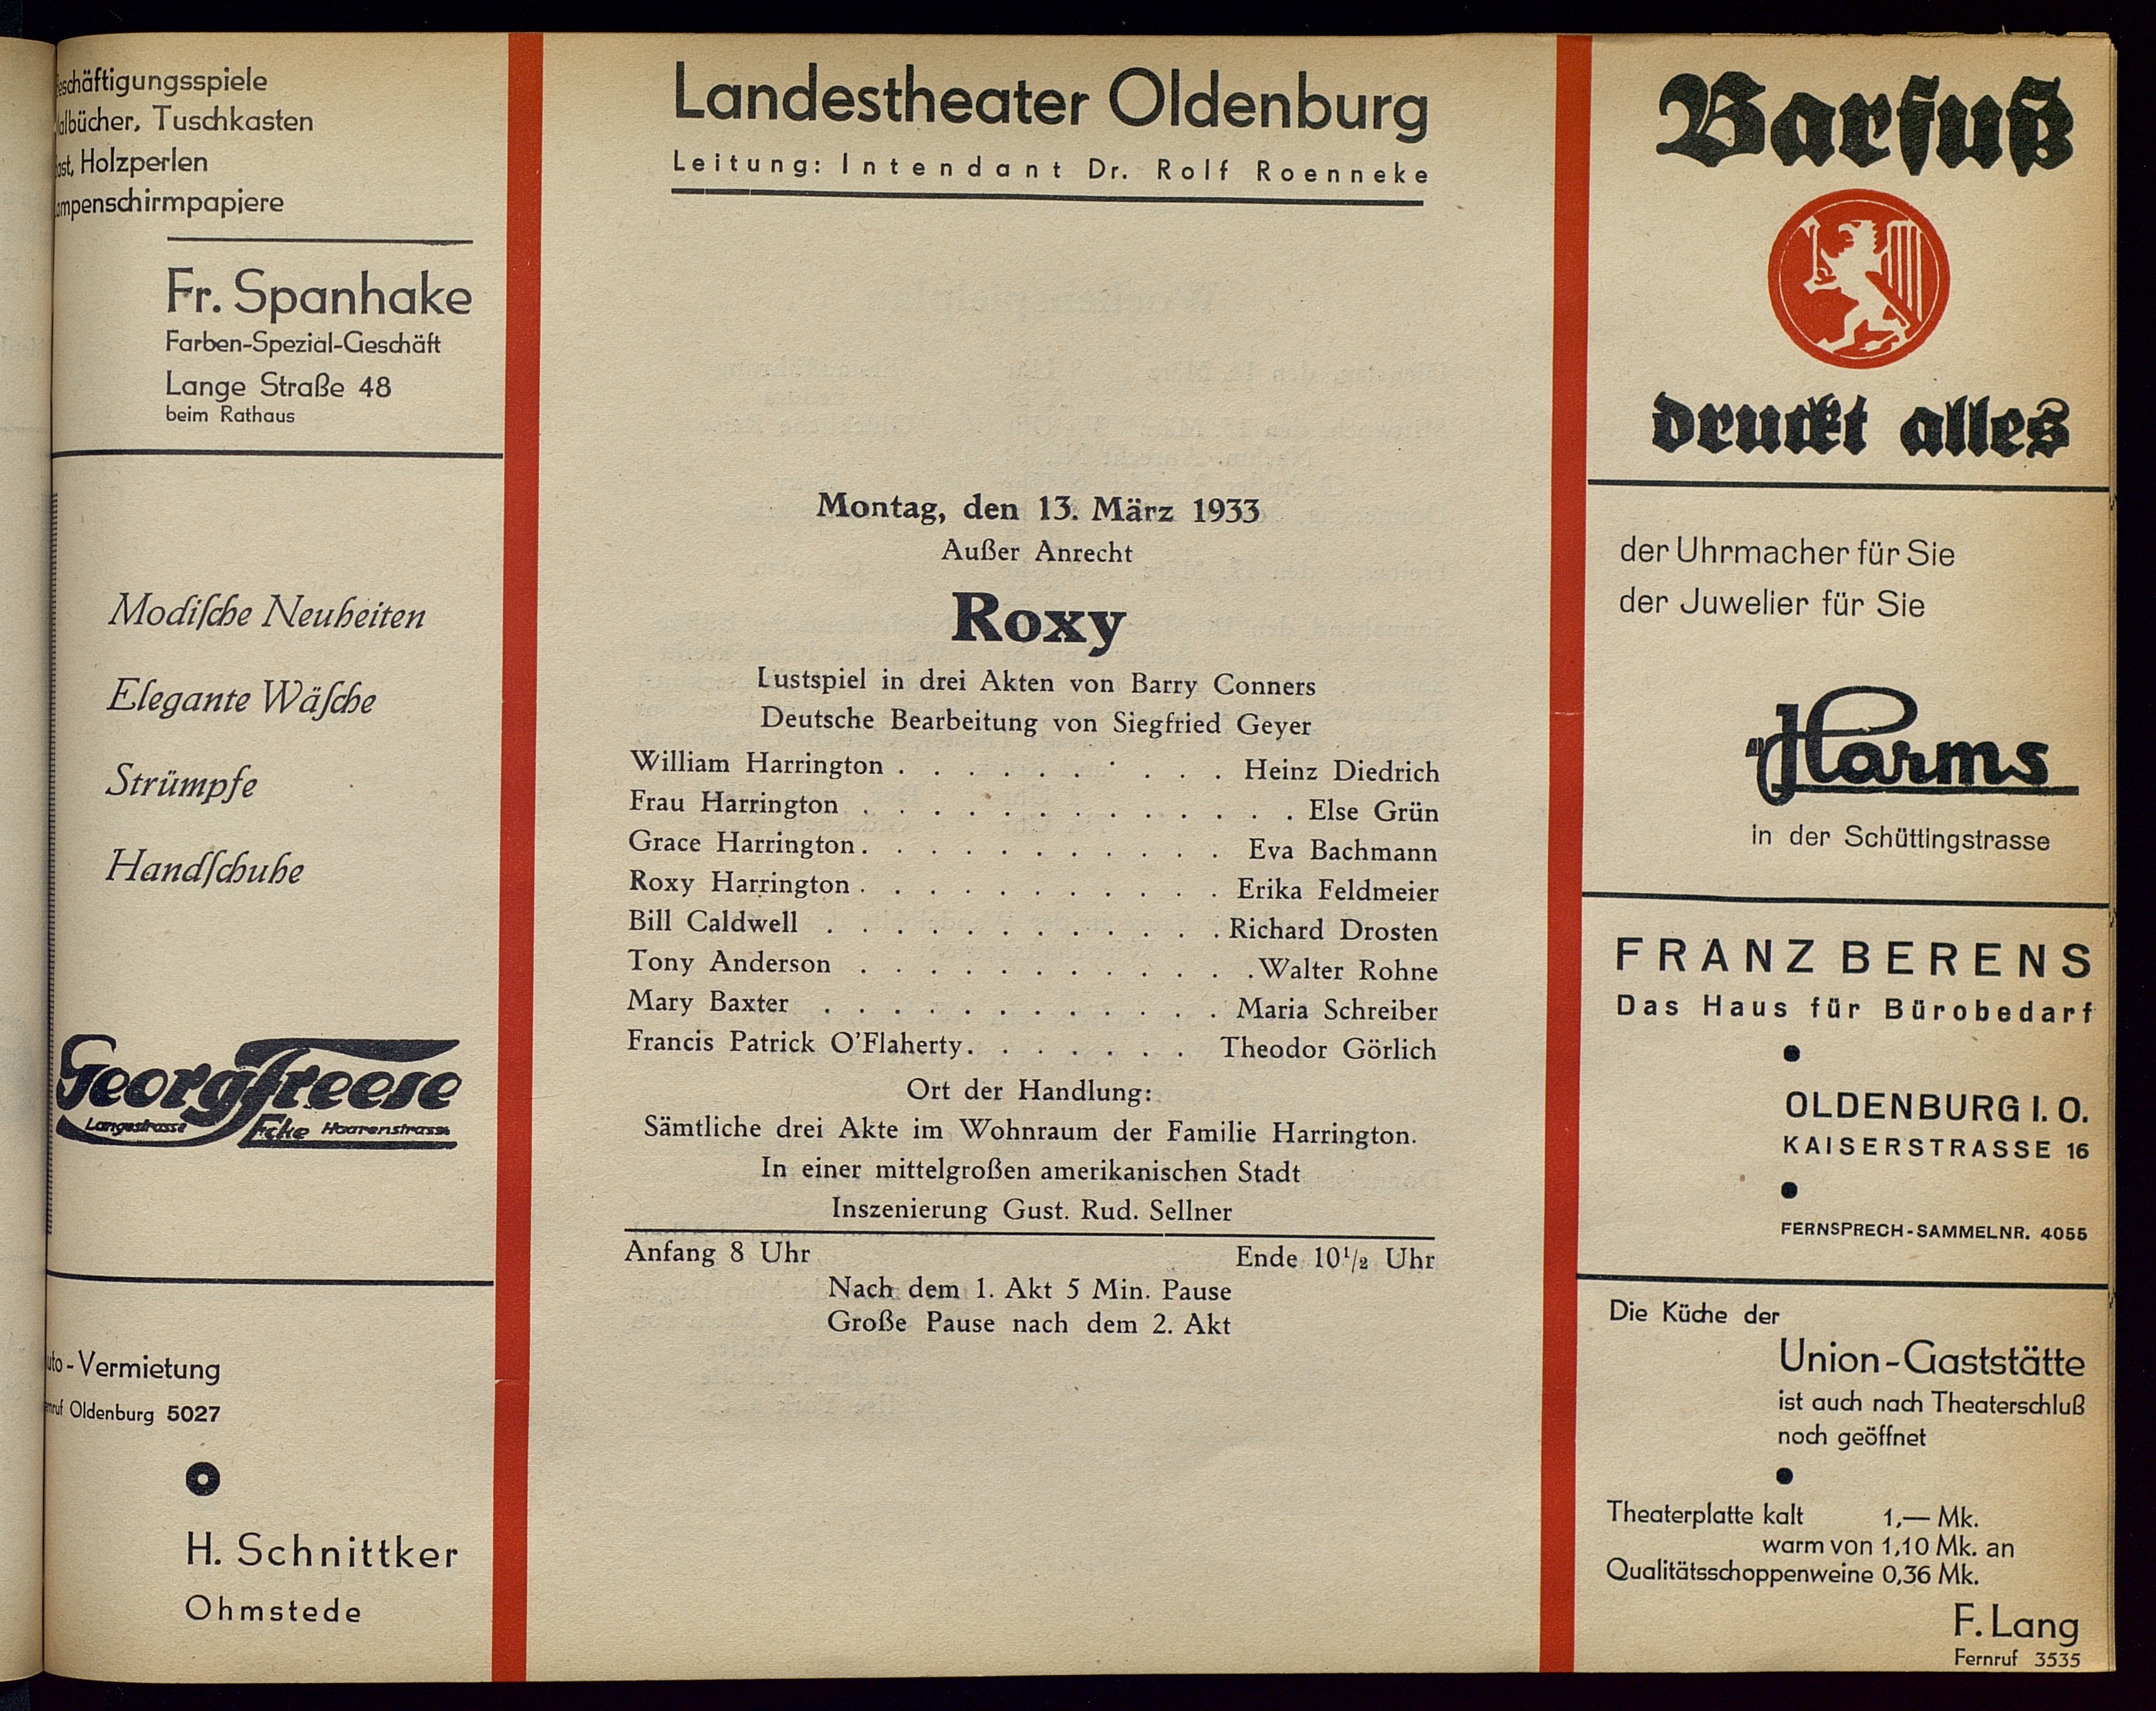 Beschäftigungsspiele
Malbücher, Tuschkasten
Holzperlen
Lampenschirmpapiere
Fr. Spanhake
Farben-Spezial-Geschäft
Lange Straße 48
beim Rathaus
Modische Neuheiten
Elegante Wäsche
Strümpfe
Handschuhe
Georg Freese
Langestrasse Ecke Haarenstrasse
Auto-Vermietung
Fernruf Oldenburg 5027
H. Schnittker
Ohmstede
Landestheater Oldenburg
Leitung: Intendant Dr. Rolf Roenneke
Montag, den 13. März 1933
Außer Anrecht
Roxy
Lustspiel in drei Akten von Barry Conners
Deutsche Bearbeitung von Siegfried Geyer
William Harrington . . . . . . . . . . Heinz Diedrich
Frau Harrington . . . . . . . . . . . . . Else Grün
Grace Harrington . . . . . . . . . . . Eva Bachmann
Roxy Harrington . . . . . . . . . . . Erika Feldmeier
Bill Caldwell . . . . . . . . . . . . Richard Drosten
Tony Anderson . . . . . . . . . . . . Walter Rohne
Mary Baxter . . . . . . . . . . . . Maria Schreiber
Francis Patrick O'Flaherty . . . . . . . Theodor Görlich
Ort der Handlung:
Sämtliche drei Akte im Wohnraum der Familie Harrington.
In einer mittelgroßen amerikanischen Stadt
Inszenierung Gust. Rud. Sellner
Anfang 8 Uhr Ende 10½ Uhr
Nach dem 1. Akt 5 Min. Pause
Große Pause nach dem 2. Akt
Barfuß
druckt alles
der Uhrmacher für Sie
der Juwelier für Sie
Harms
in der Schüttingstrasse
FRANZ BERENS
Das Haus für Bürobedarf
OLDENBURG I. O.
KAISERSTRASSE 16
FERNSPRECH-SAMMELNR. 4055
Die Küche der
Union-Gaststätte
ist auch nach Theaterschluß
noch geöffnet
Theaterplatte kalt 1,— Mk.
warm von 1,10 Mk. an
Qualitätsschoppenweine 0,36 Mk.
F. Lang
Fernruf 3535